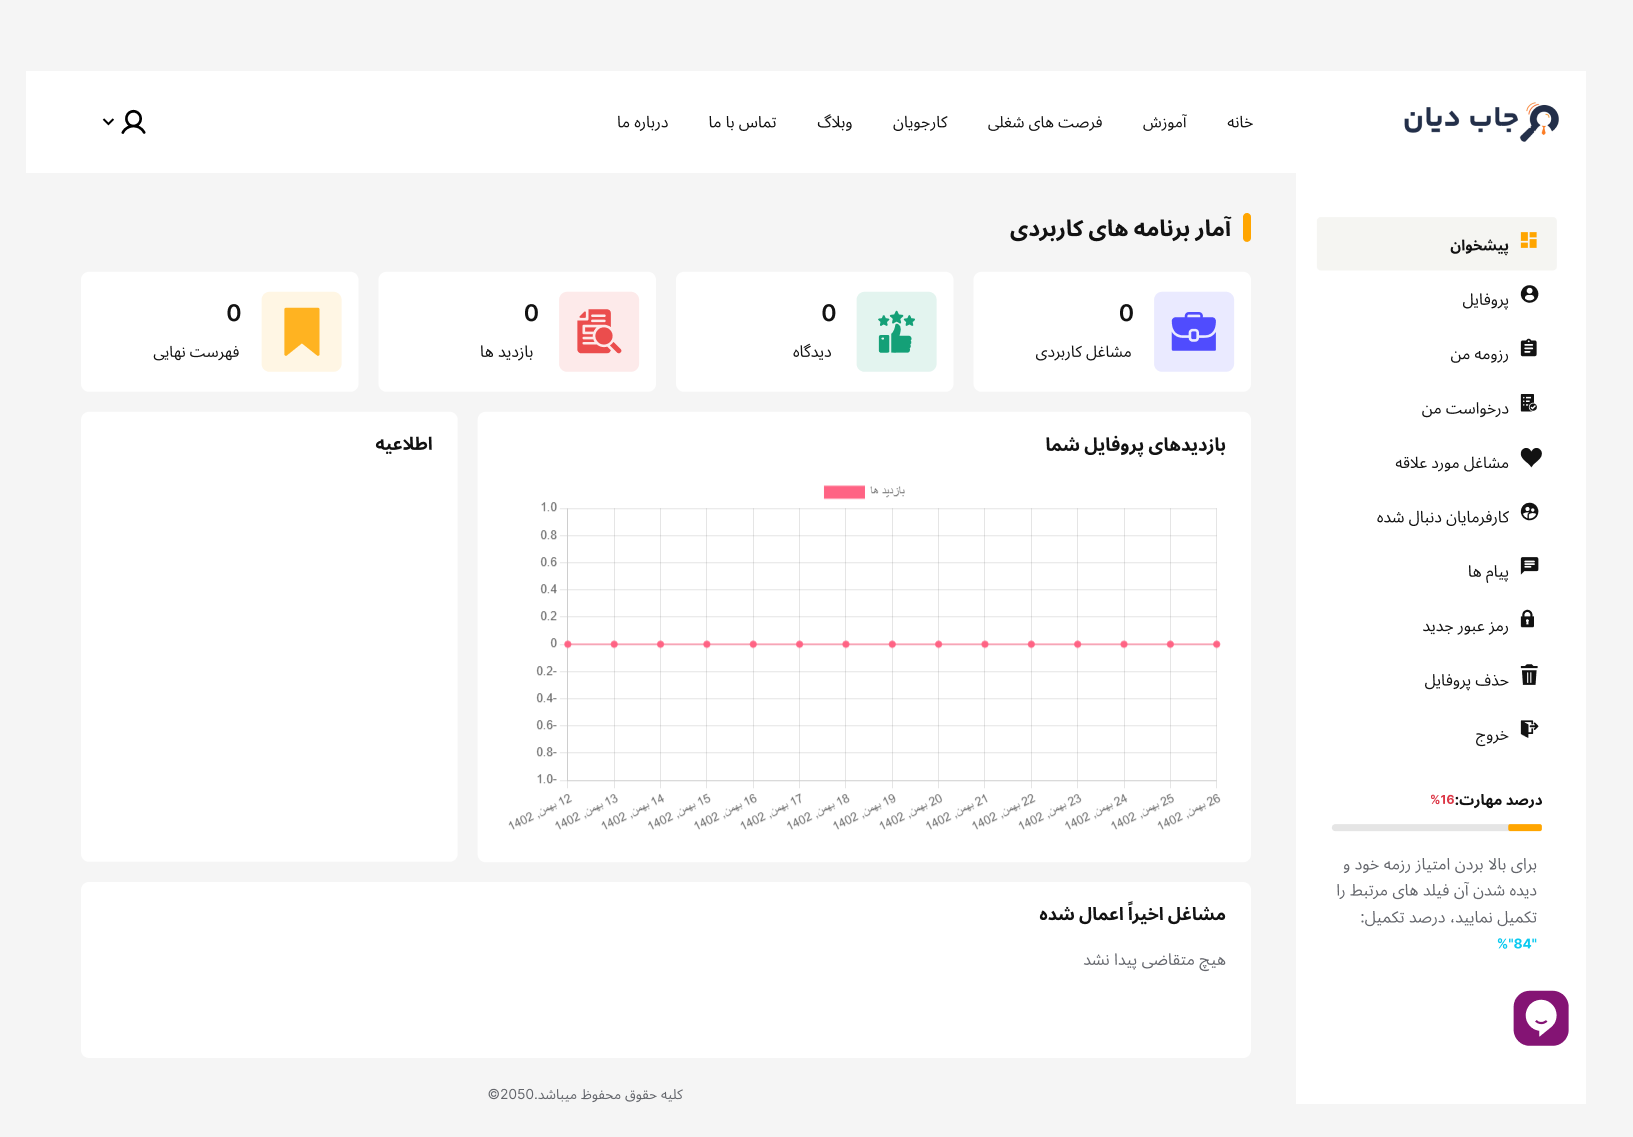 جاب دیان
خانه
آموزش
فرصت های شغلی
کارجویان
وبلاگ
تماس با ما
درباره ما
پیشخوان
پروفایل
رزومه من
درخواست من
مشاغل مورد علاقه
کارفرمایان دنبال شده
پیام ها
رمز عبور جدید
حذف پروفایل
خروج
درصد مهارت:16%
برای بالا بردن امتیاز رزمه خود و
دیده شدن آن فیلد های مرتبط را
تکمیل نمایید، درصد تکمیل:
"84"%
آمار برنامه های کاربردی
0
مشاغل کاربردی
0
دیدگاه
0
بازدید ها
0
فهرست نهایی
بازدیدهای پروفایل شما
بازدید ها
1.0
0.8
0.6
0.4
0.2
0
0.2-
0.4-
0.6-
0.8-
1.0-
12 بهمن, 1402
13 بهمن, 1402
14 بهمن, 1402
15 بهمن, 1402
16 بهمن, 1402
17 بهمن, 1402
18 بهمن, 1402
19 بهمن, 1402
20 بهمن, 1402
21 بهمن, 1402
22 بهمن, 1402
23 بهمن, 1402
24 بهمن, 1402
25 بهمن, 1402
26 بهمن, 1402
اطلاعیه
مشاغل اخیراً اعمال شده
هیچ متقاضی پیدا نشد
کلیه حقوق محفوظ میباشد.2050©